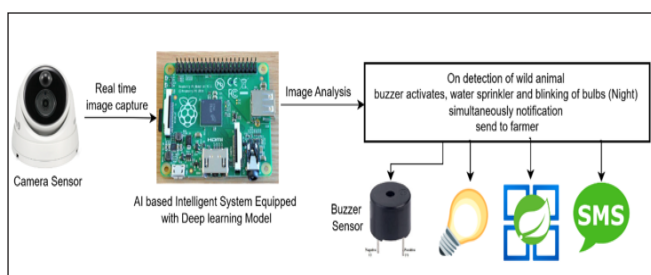 Camera Sensor
Real time
image capture
HDMI
AI based Intelligent System Equipped
with Deep learning Model
Image Analysis
On detection of wild animal
buzzer activates, water sprinkler and blinking of bulbs (Night)
simultaneously notification
send to farmer
Buzzer
Sensor
SMS